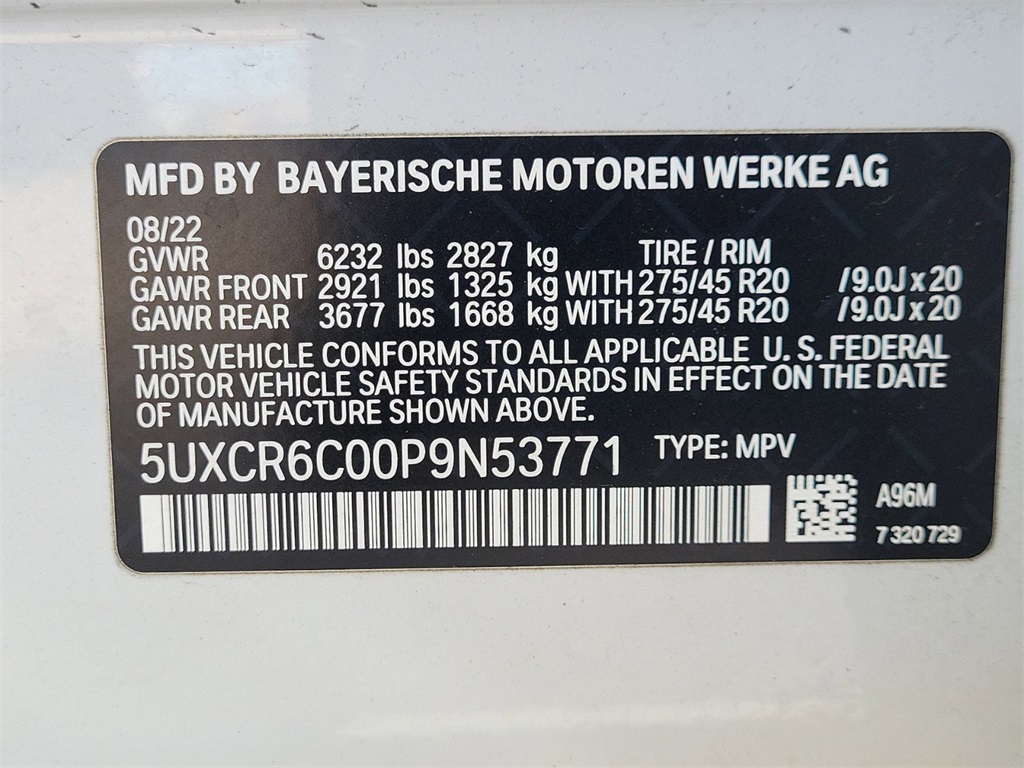 MFD BY BAYERISCHE MOTOREN WERKE AG
08/22
GVWR 6232 lbs 2827 kg TIRE / RIM
GAWR FRONT 2921 lbs 1325 kg WITH 275/45 R20 / 9.0J x 20
GAWR REAR 3677 lbs 1668 kg WITH 275/45 R20 / 9.0J x 20
THIS VEHICLE CONFORMS TO ALL APPLICABLE U. S. FEDERAL
MOTOR VEHICLE SAFETY STANDARDS IN EFFECT ON THE DATE
OF MANUFACTURE SHOWN ABOVE.
5UXCR6C00P9N53771 TYPE: MPV
A96M
7 320 729